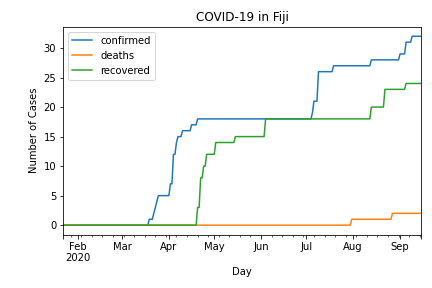 COVID-19 in Fiji
confirmed
deaths
recovered
Number of Cases
30
25
20
15
10
5
0
Feb Mar Apr May Jun Jul Aug Sep
2020
Day